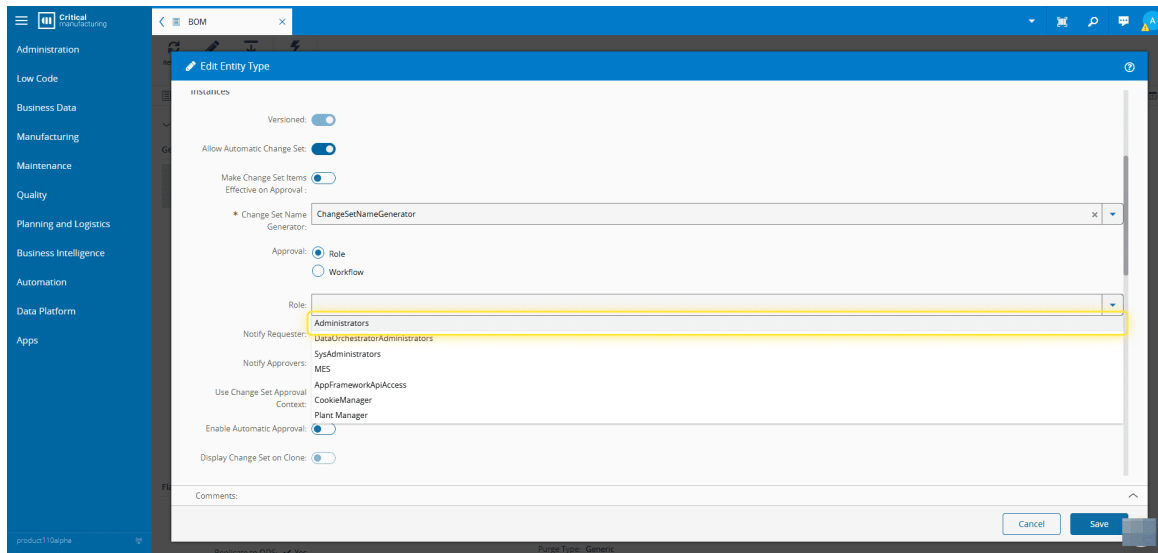 Critical
manufacturing
BOM
A
Administration
Low Code
Business Data
Manufacturing
Maintenance
Quality
Planning and Logistics
Business Intelligence
Automation
Data Platform
Apps
product110alpha
Edit Entity Type
Instances
Versioned:
Allow Automatic Change Set:
Make Change Set Items
Effective on Approval :
* Change Set Name
Generator:
ChangeSetNameGenerator
Approval:
Role
Workflow
Role:
Administrators
Notify Requester:
DataOrchestratorAdministrators
SysAdministrators
Notify Approvers:
MES
AppFrameworkApiAccess
Use Change Set Approval
Context:
CookieManager
Plant Manager
Enable Automatic Approval:
Display Change Set on Clone:
Comments:
Cancel
Save
Replicate to ODS: Yes
Purge Type: Generic